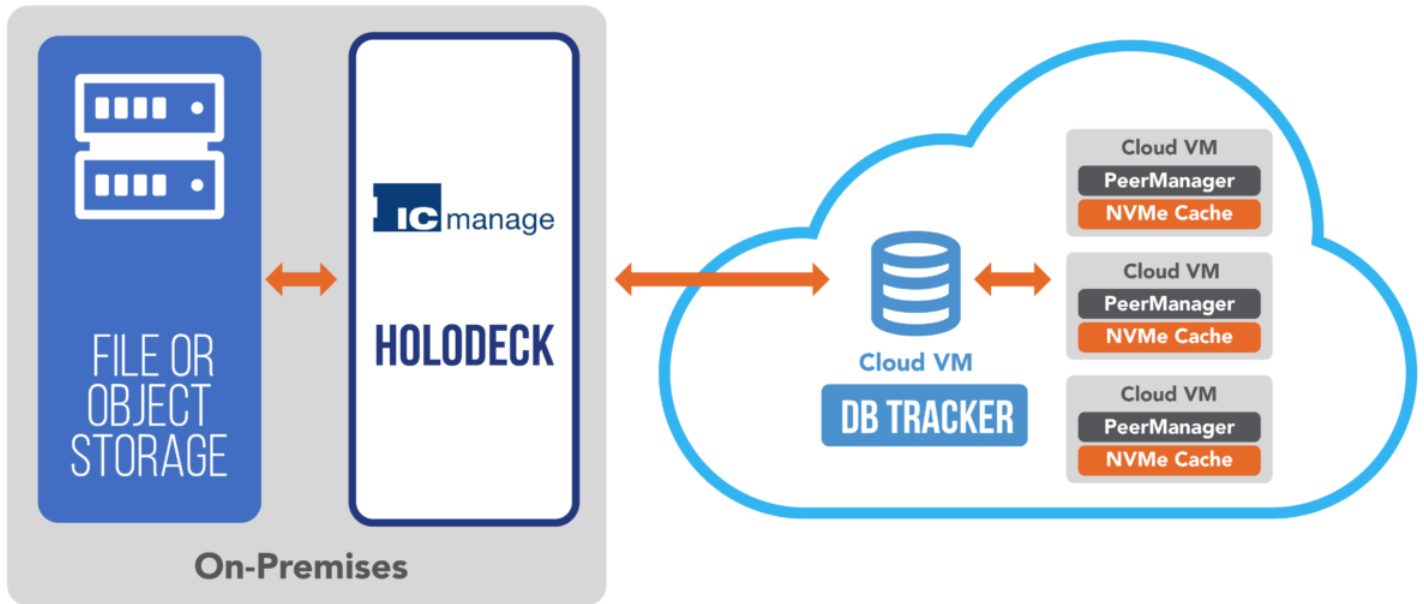 FILE OR
OBJECT
STORAGE
IC manage
HOLODECK
On-Premises
Cloud VM
DB TRACKER
Cloud VM
PeerManager
NVMe Cache
Cloud VM
PeerManager
NVMe Cache
Cloud VM
PeerManager
NVMe Cache